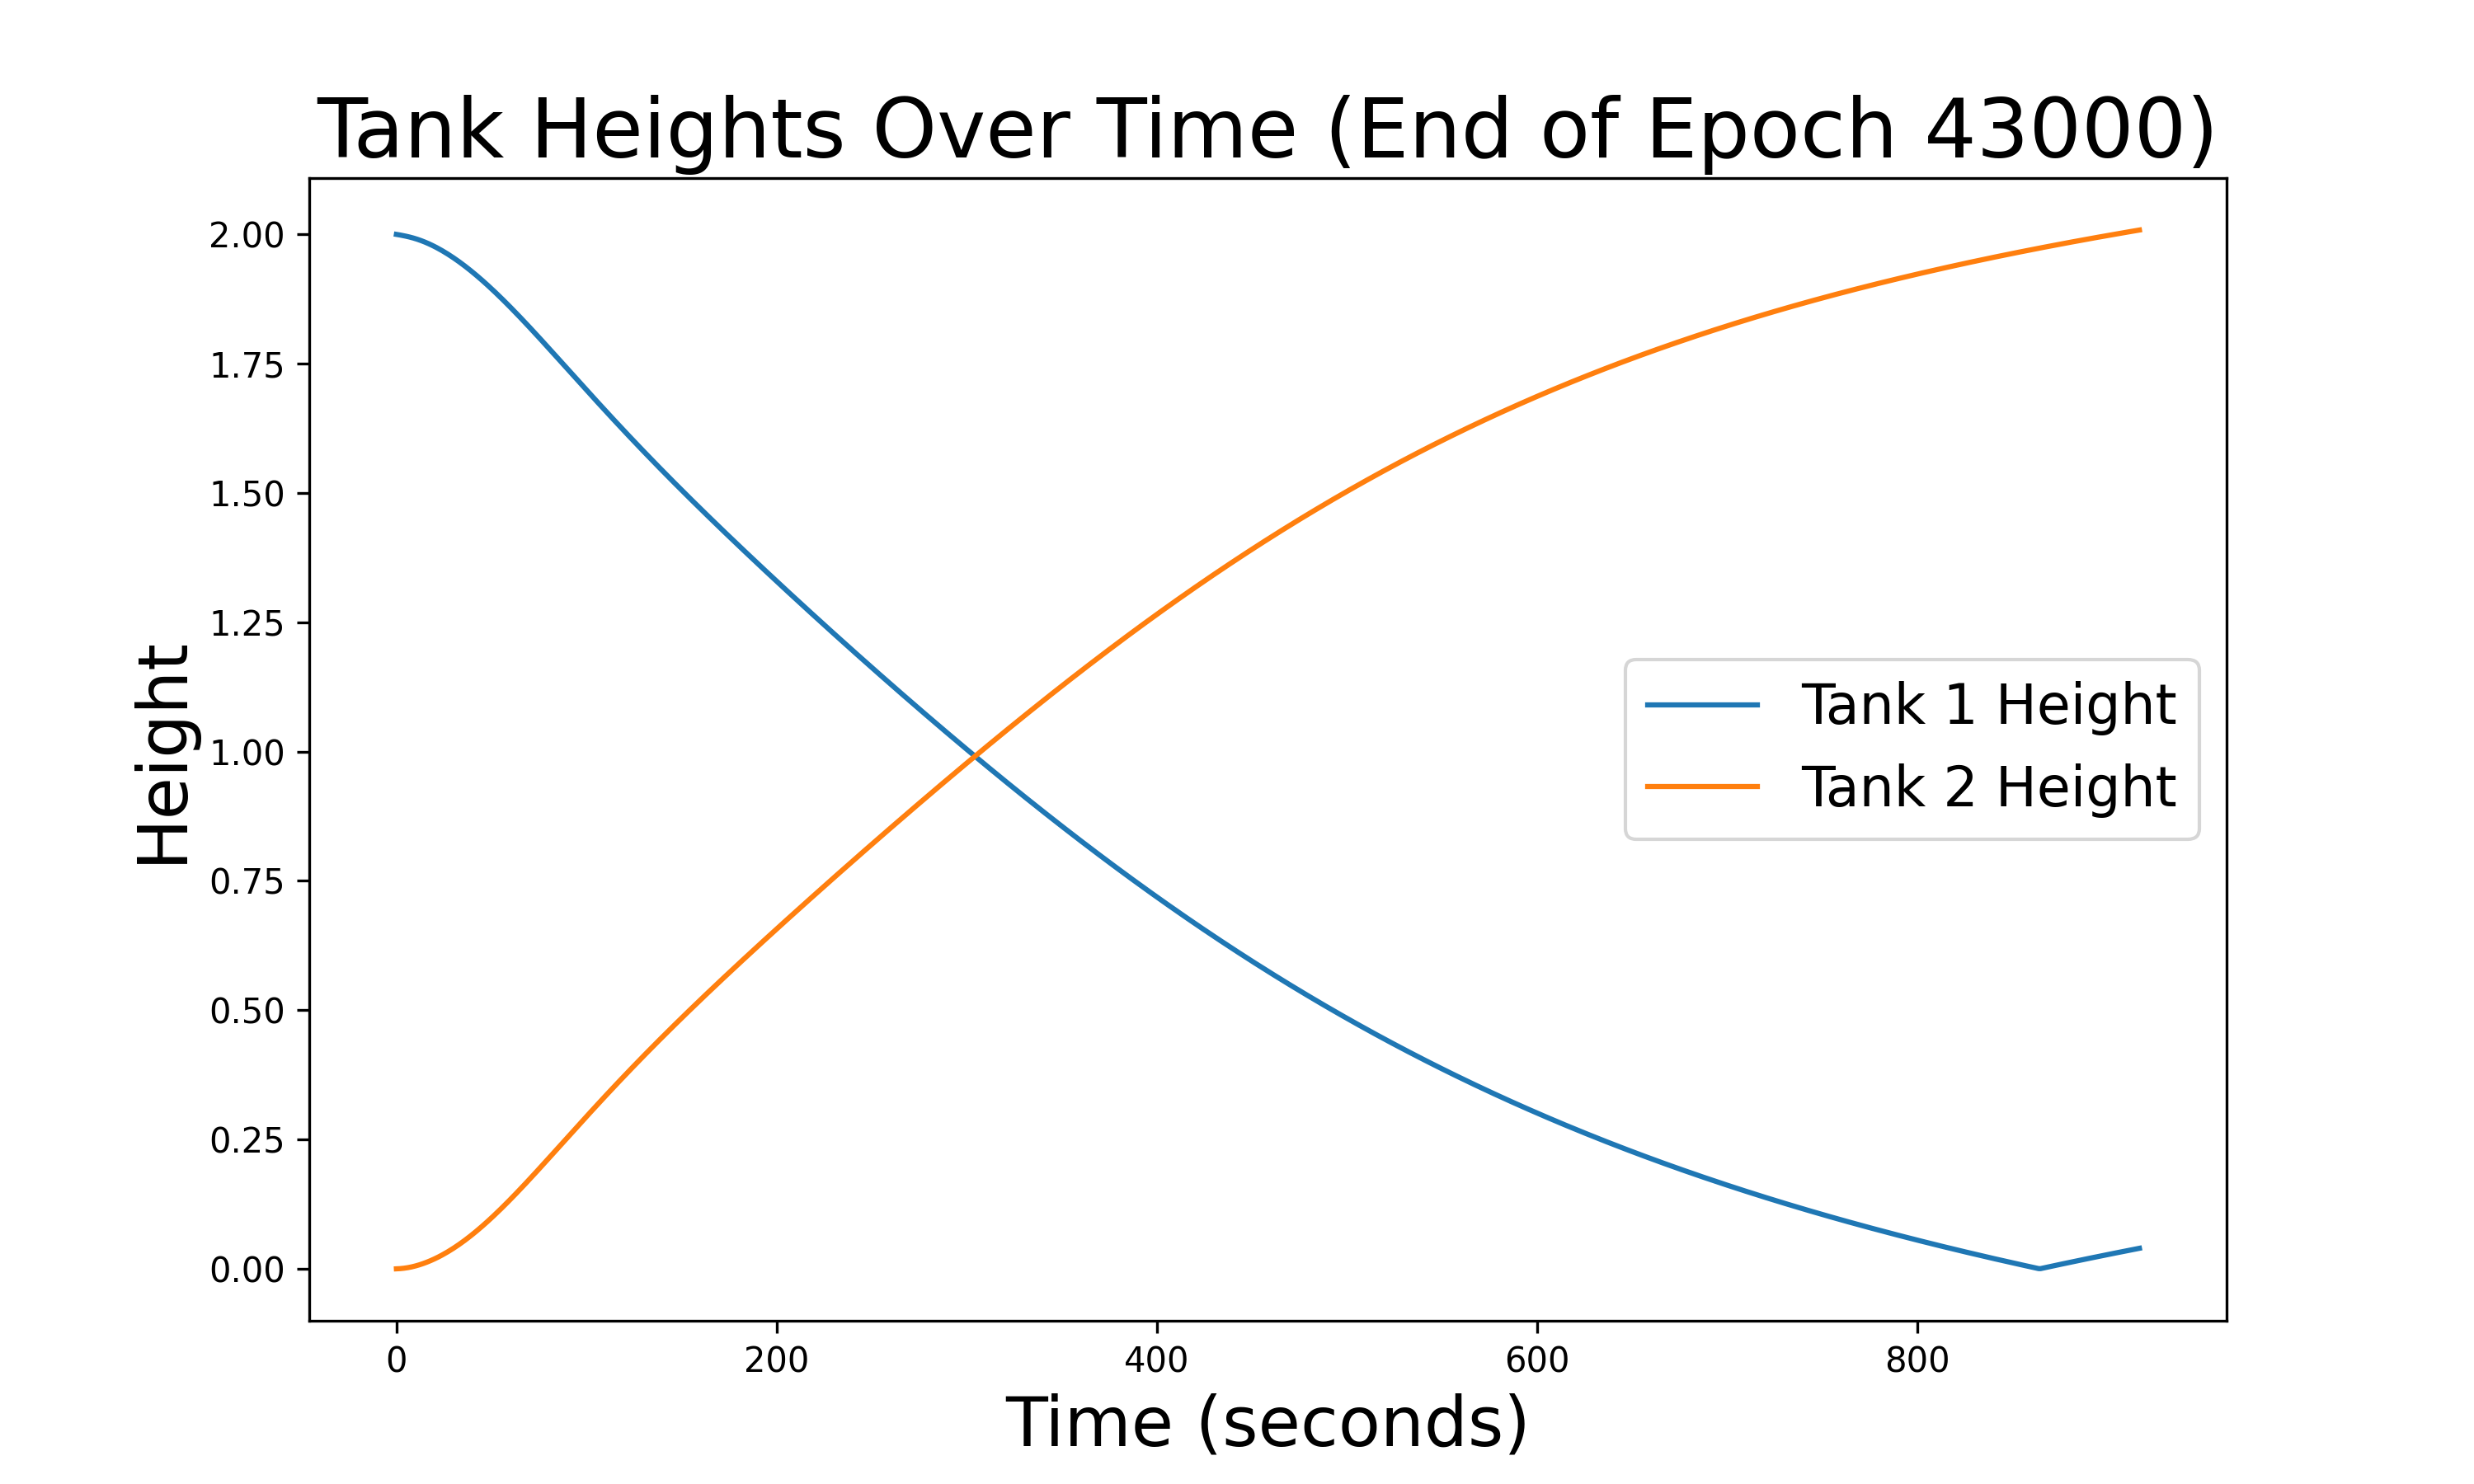 Tank Heights Over Time (End of Epoch 43000)
2.00
1.75
1.50
1.25
1.00
0.75
0.50
0.25
0.00
Height
Tank 1 Height
Tank 2 Height
0 200 400 600 800
Time (seconds)